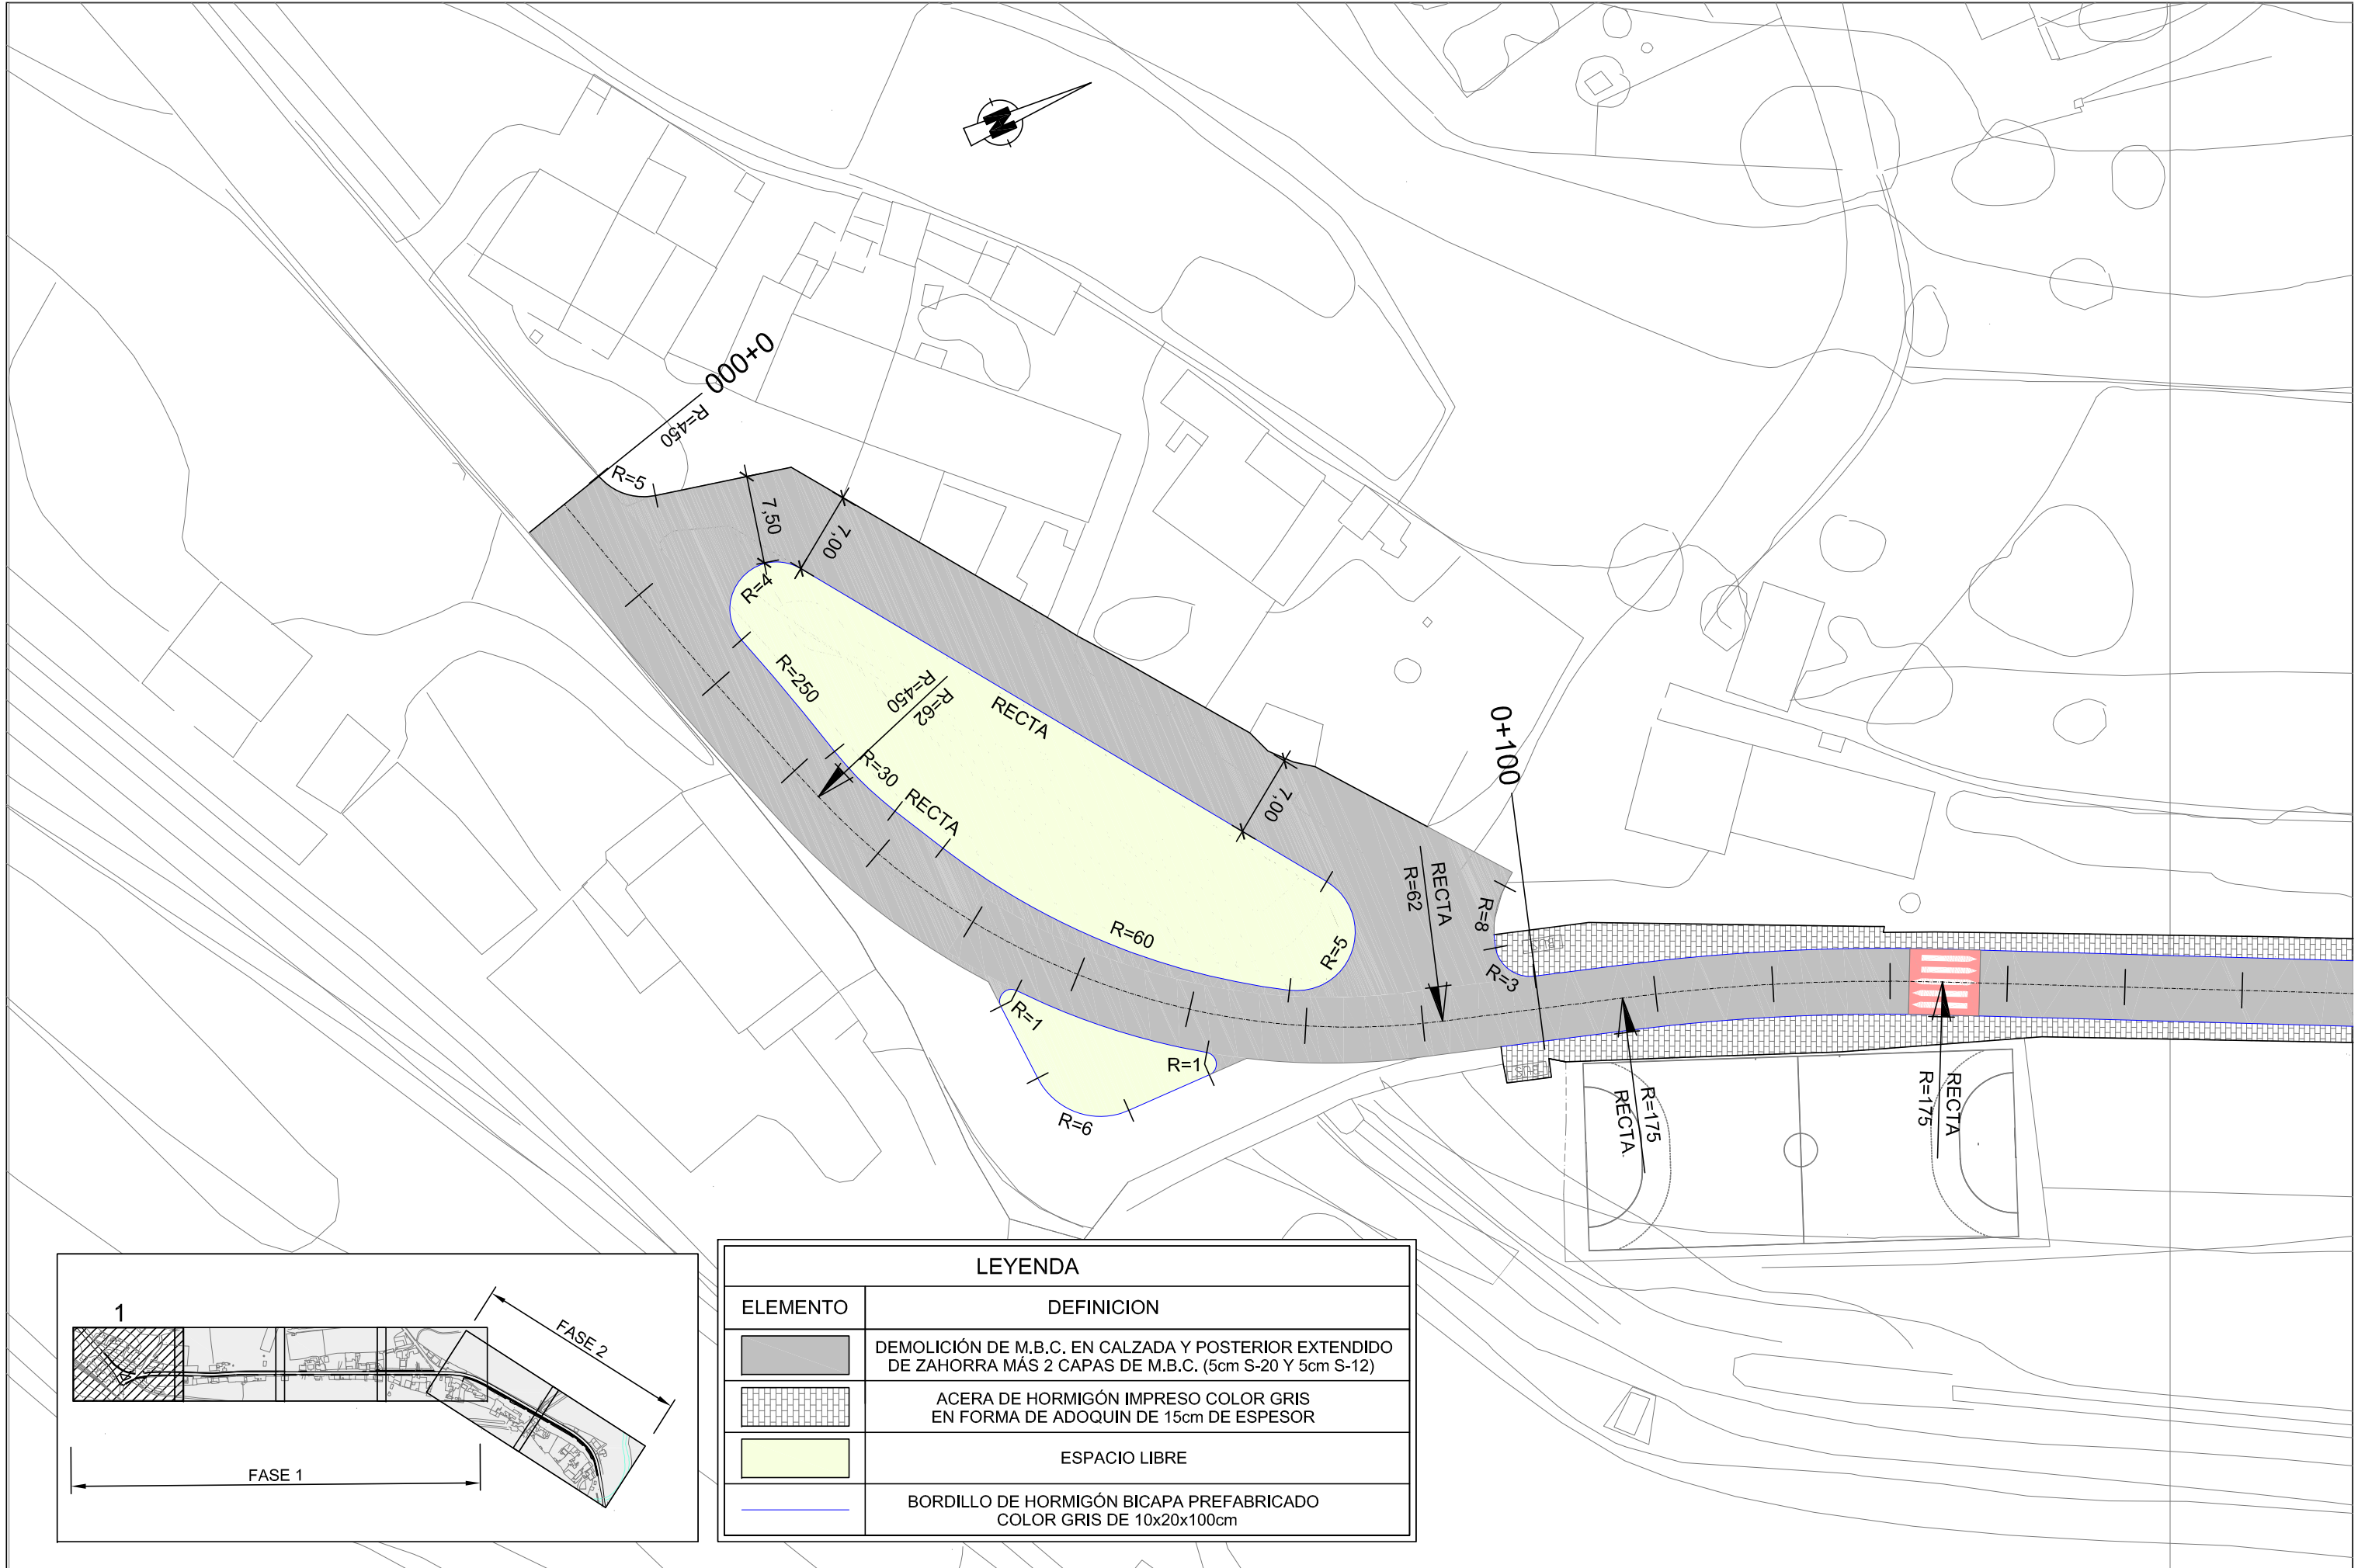 N
0+000
R=450
R=5
7,50
7,00
R=4
R=250
R=450
R=62
RECTA
R=30
RECTA
7,00
0+100
RECTA
R=62
R=8
R=60
R=5
R=3
BUS
R=1
R=1
R=6
BUS
R=175
RECTA
RECTA
R=175
1
FASE 2
FASE 1
LEYENDA
ELEMENTO DEFINICION
DEMOLICIÓN DE M.B.C. EN CALZADA Y POSTERIOR EXTENDIDO
DE ZAHORRA MÁS 2 CAPAS DE M.B.C. (5cm S-20 Y 5cm S-12)
ACERA DE HORMIGÓN IMPRESO COLOR GRIS
EN FORMA DE ADOQUIN DE 15cm DE ESPESOR
ESPACIO LIBRE
BORDILLO DE HORMIGÓN BICAPA PREFABRICADO
COLOR GRIS DE 10x20x100cm